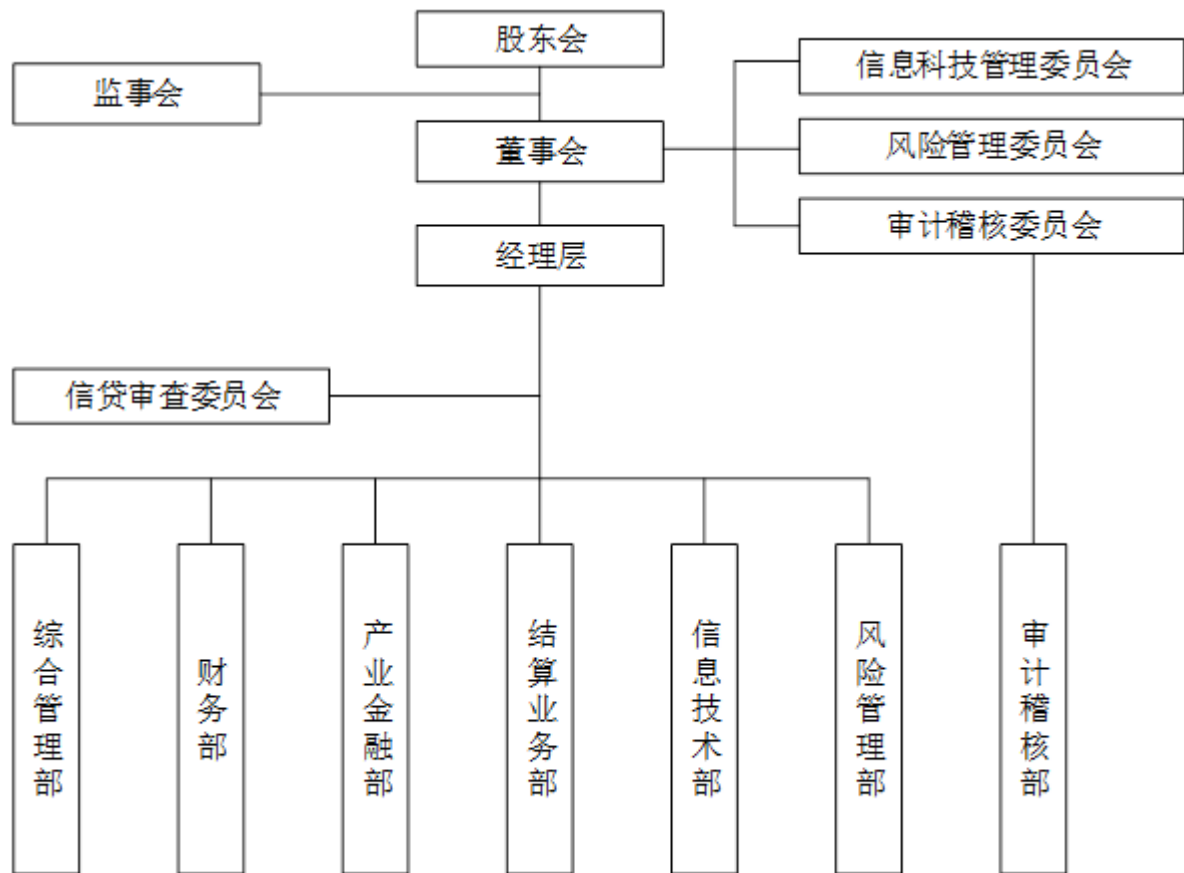 股东会
监事会
信息科技管理委员会
董事会
风险管理委员会
审计稽核委员会
经理层
信贷审查委员会
综合管理部
财务部
产业金融部
结算业务部
信息技术部
风险管理部
审计稽核部